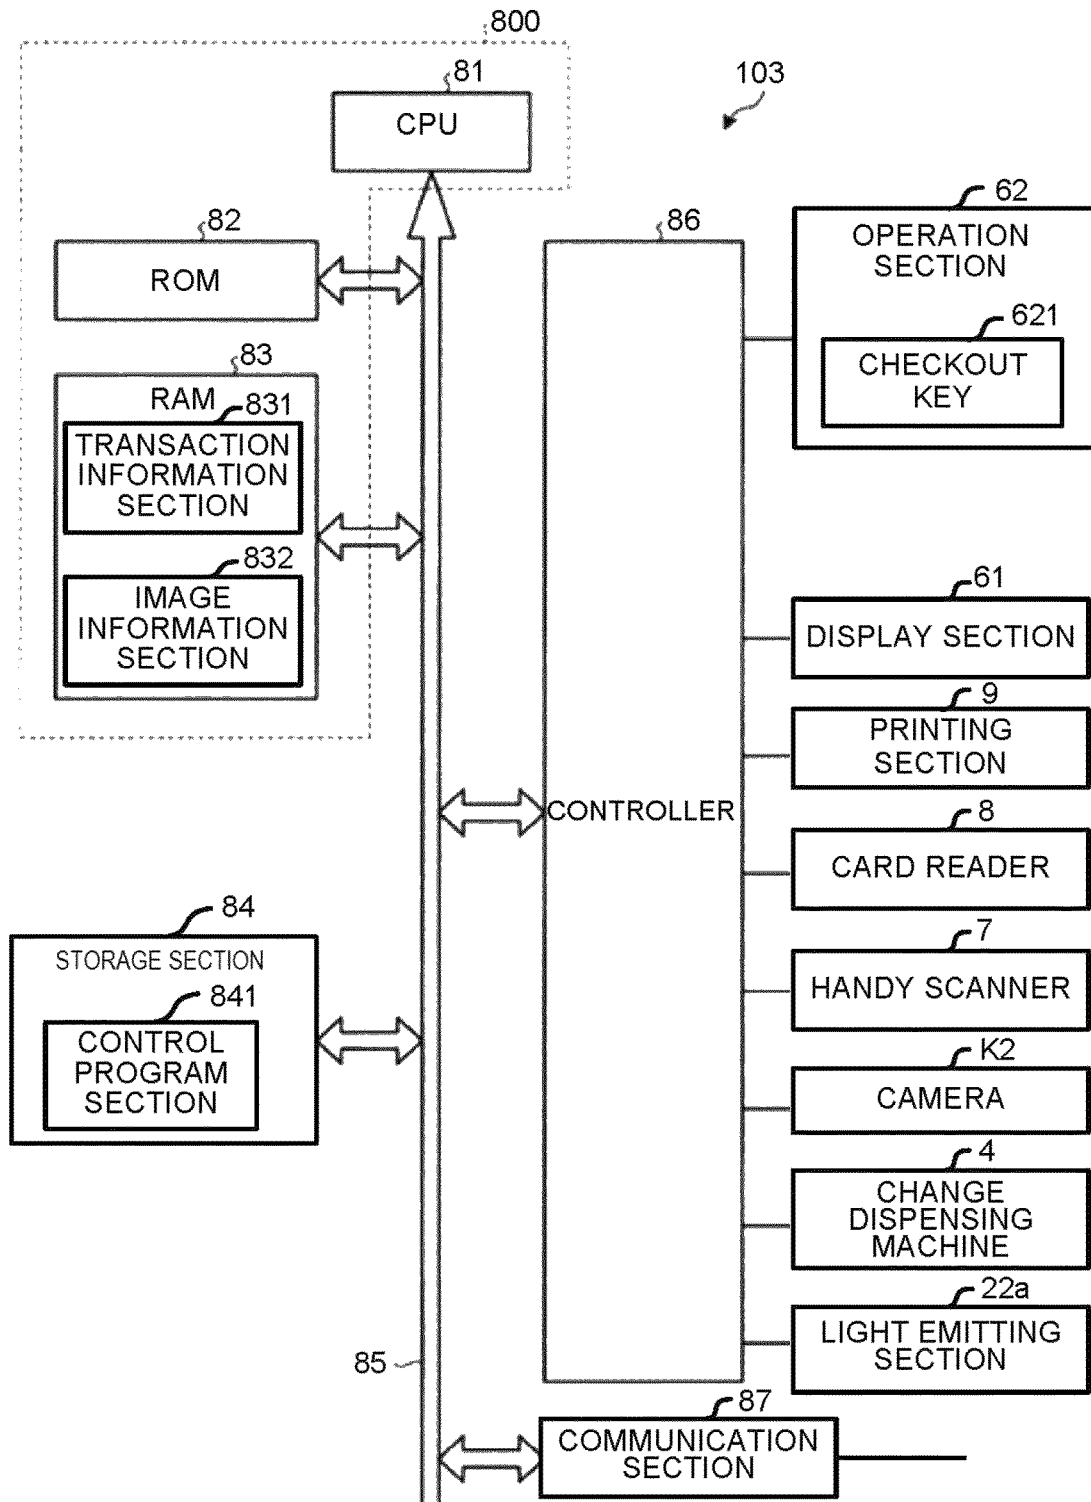 800
81
CPU
103
82
ROM
83
RAM
831
TRANSACTION
INFORMATION
SECTION
832
IMAGE
INFORMATION
SECTION
84
STORAGE SECTION
841
CONTROL
PROGRAM
SECTION
85
86
CONTROLLER
62
OPERATION
SECTION
621
CHECKOUT
KEY
61
DISPLAY SECTION
9
PRINTING
SECTION
8
CARD READER
7
HANDY SCANNER
K2
CAMERA
4
CHANGE
DISPENSING
MACHINE
22a
LIGHT EMITTING
SECTION
87
COMMUNICATION
SECTION